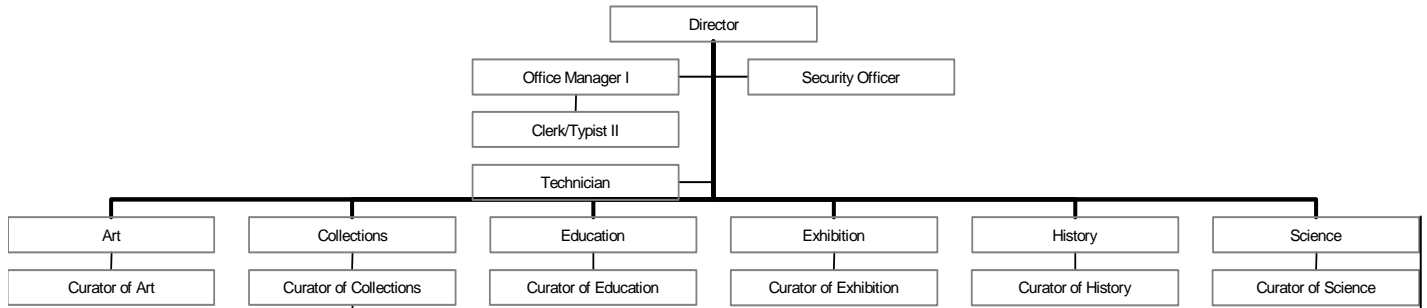 Director
Office Manager I
Security Officer
Clerk/Typist II
Technician
Art
Collections
Education
Exhibition
History
Science
Curator of Art
Curator of Collections
Curator of Education
Curator of Exhibition
Curator of History
Curator of Science